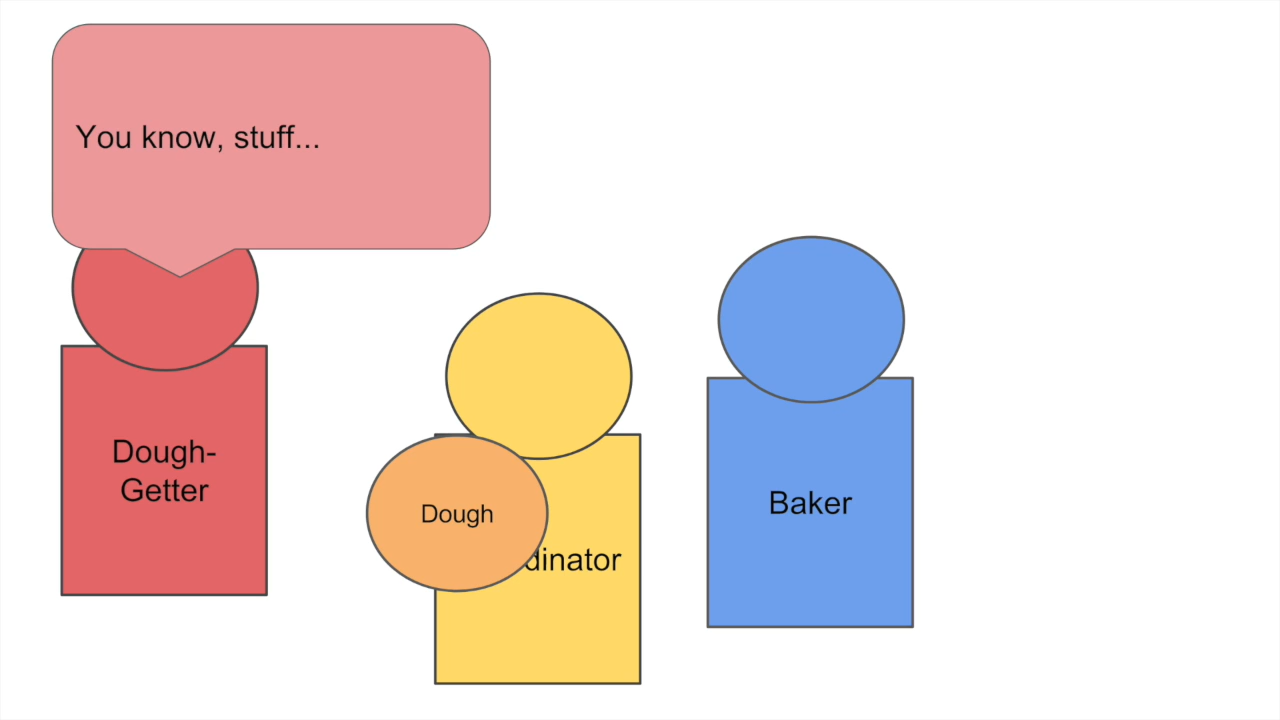 You know, stuff...
Dough-
Getter
Dough
dinator
Baker